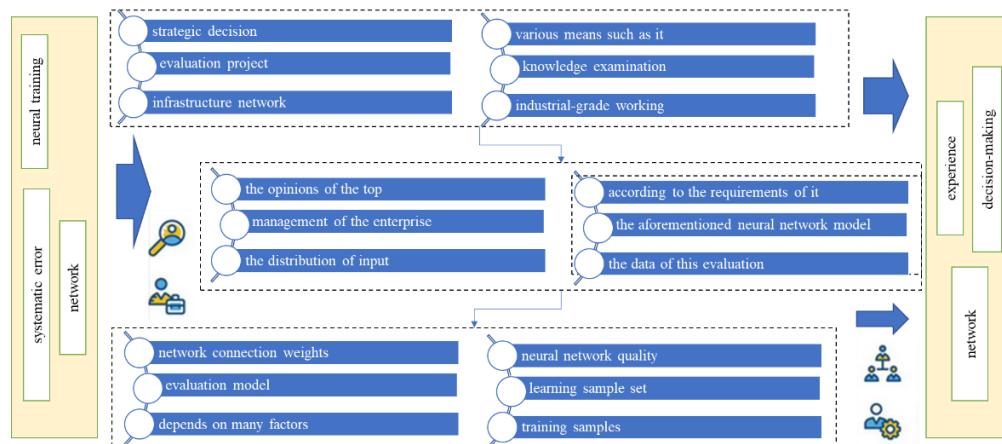 neural training
systematic error
network
strategic decision
evaluation project
infrastructure network
various means such as it
knowledge examination
industrial-grade working
the opinions of the top
management of the enterprise
the distribution of input
according to the requirements of it
the aforementioned neural network model
the data of this evaluation
network connection weights
evaluation model
depends on many factors
neural network quality
learning sample set
training samples
experience
decision-making
network